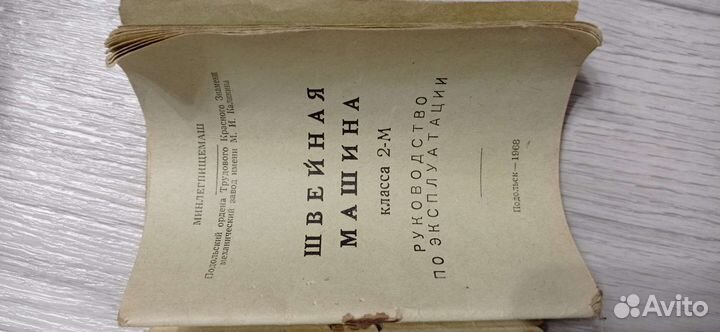 МИНЛЕГПИЩЕМАШ
Подольский ордена Трудового Красного Знамени
механический завод имени М. И. Калинина
ШВЕЙНАЯ
МАШИНА
класса 2-М
РУКОВОДСТВО
ПО ЭКСПЛУАТАЦИИ
Подольск—1968
Avito